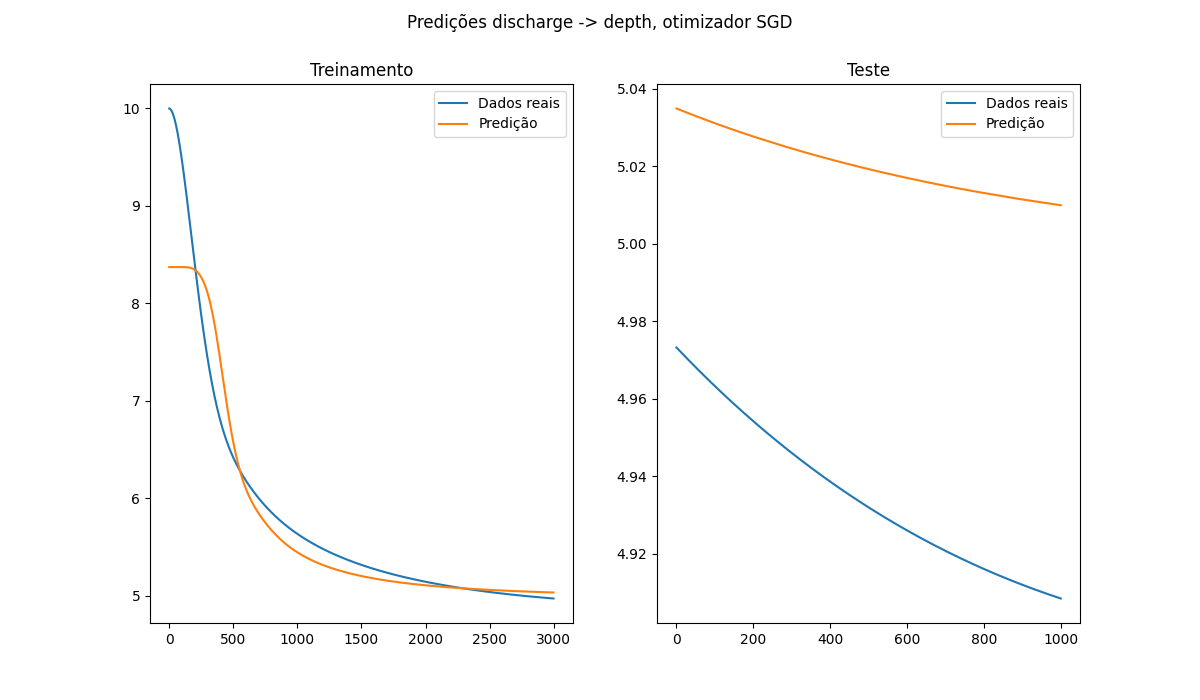 Predições discharge -> depth, otimizador SGD
Treinamento
Dados reais
Predição
10
9
8
7
6
5
0 500 1000 1500 2000 2500 3000
Teste
Dados reais
Predição
5.04
5.02
5.00
4.98
4.96
4.94
4.92
0 200 400 600 800 1000